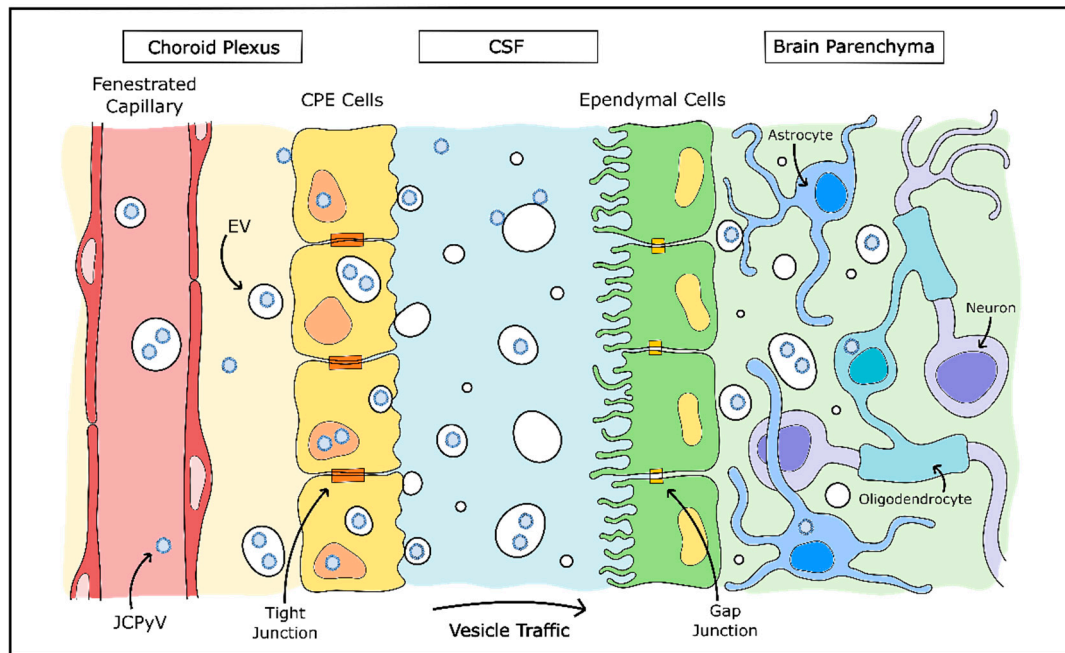 Choroid Plexus
CSF
Brain Parenchyma
Fenestrated
Capillary
CPE Cells
Ependymal Cells
Astrocyte
EV
Neuron
Oligodendrocyte
JCPyV
Tight
Junction
Vesicle Traffic
Gap
Junction